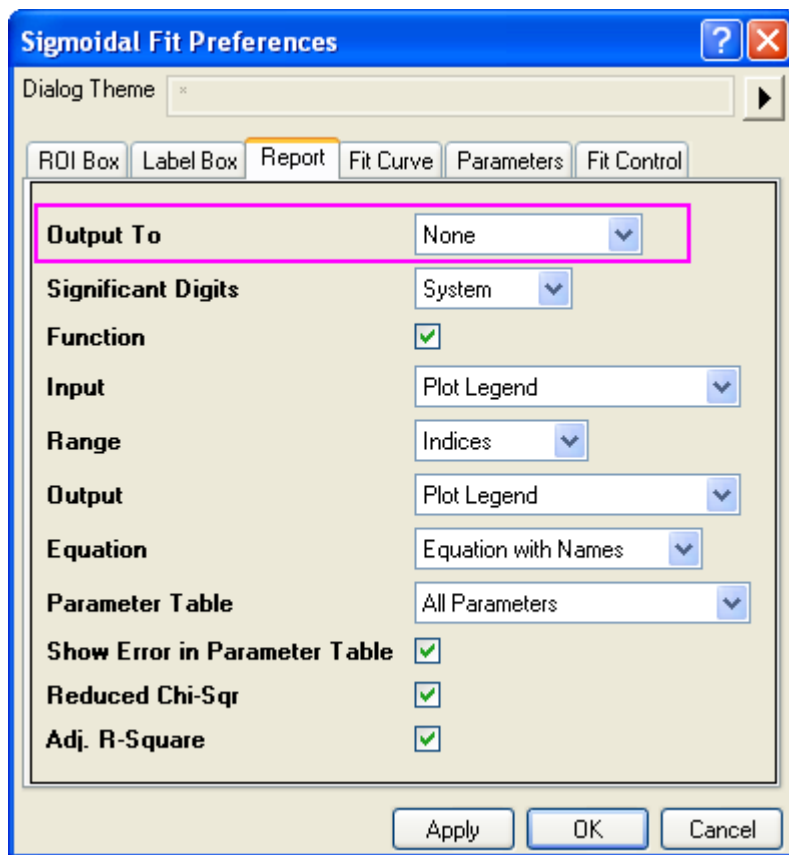 Sigmoidal Fit Preferences
Dialog Theme *
ROI Box Label Box Report Fit Curve Parameters Fit Control
Output To None
Significant Digits System
Function
Input Plot Legend
Range Indices
Output Plot Legend
Equation Equation with Names
Parameter Table All Parameters
Show Error in Parameter Table
Reduced Chi-Sqr
Adj. R-Square
Apply OK Cancel